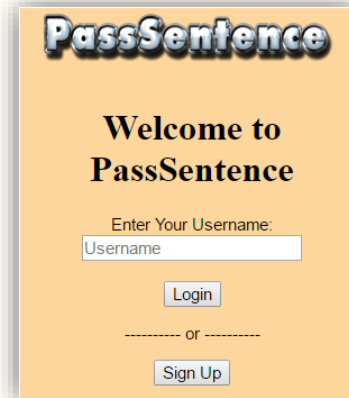 PassSentence
Welcome to
PassSentence
Enter Your Username:
Username
Login
---------- or ----------
Sign Up